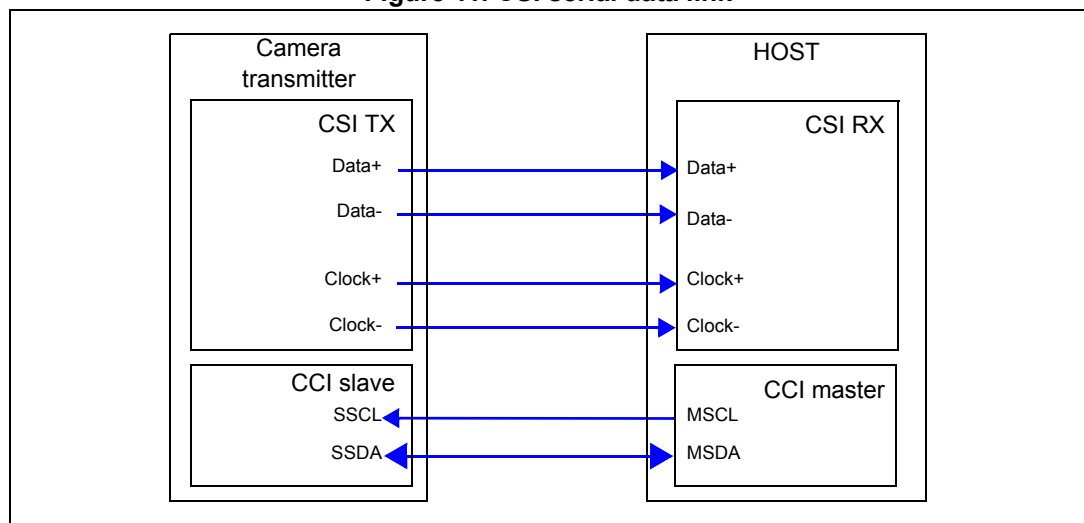 Camera
transmitter
HOST
CSI TX
CSI RX
Data+
Data+
Data-
Data-
Clock+
Clock+
Clock-
Clock-
CCI slave
CCI master
SSCL
MSCL
SSDA
MSDA